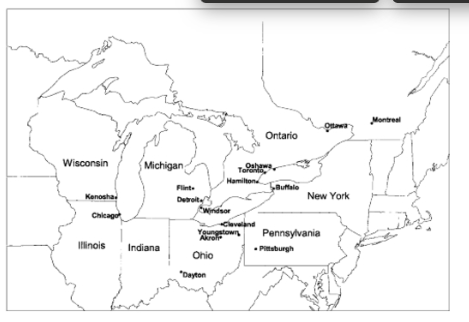 Montreal
Ottawa
Ontario
Wisconsin
Michigan
Oshawa
Toronto
Hamilton
Flint
Buffalo
Kenosha
Detroit
New York
Windsor
Chicago
Cleveland
Youngstown
Akron
Pennsylvania
Illinois
Indiana
Ohio
Pittsburgh
Dayton